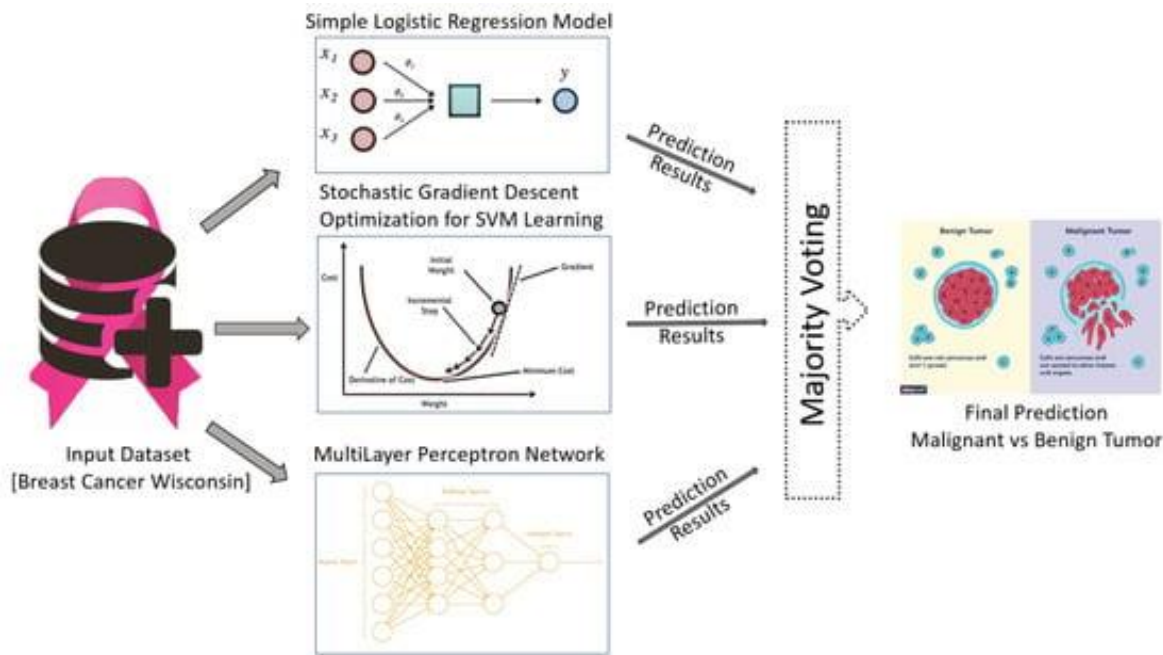 Simple Logistic Regression Model
x1
x2
x3
y
Stochastic Gradient Descent
Optimization for SVM Learning
Cost
Initial
Weight
Gradient
Incremental
Step
Derivative of Cost
Minimum Cost
Weight
MultiLayer Perceptron Network
Input Dataset
[Breast Cancer Wisconsin]
Prediction
Results
Prediction
Results
Prediction
Results
Majority Voting
Benign Tumor
Malignant Tumor
Final Prediction
Malignant vs Benign Tumor